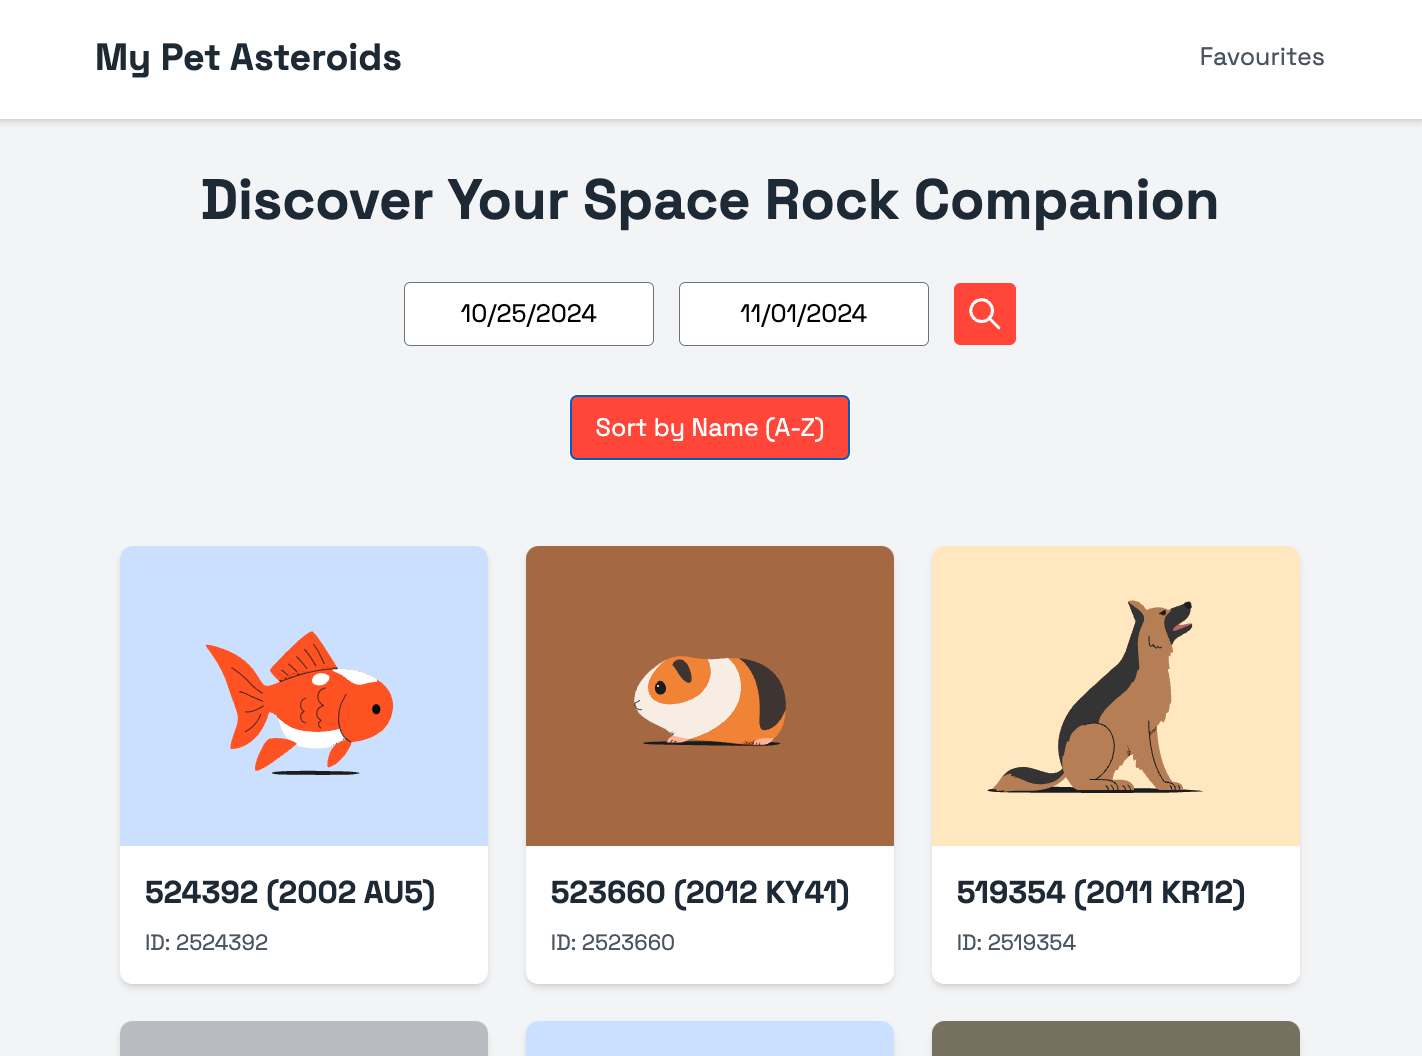 My Pet Asteroids
Favourites
Discover Your Space Rock Companion
10/25/2024
11/01/2024
Sort by Name (A-Z)
524392 (2002 AU5)
ID: 2524392
523660 (2012 KY41)
ID: 2523660
519354 (2011 KR12)
ID: 2519354